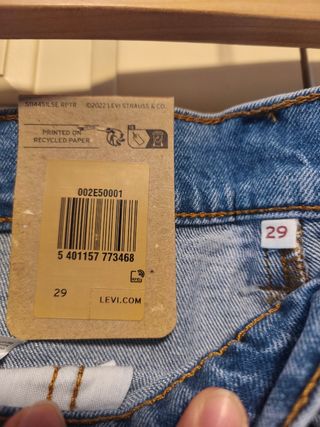 ©2022 LEVI STRAUSS & CO.
PRINTED ON
RECYCLED PAPER
002E50001
5 401157 773468
29
LEVI.COM
29